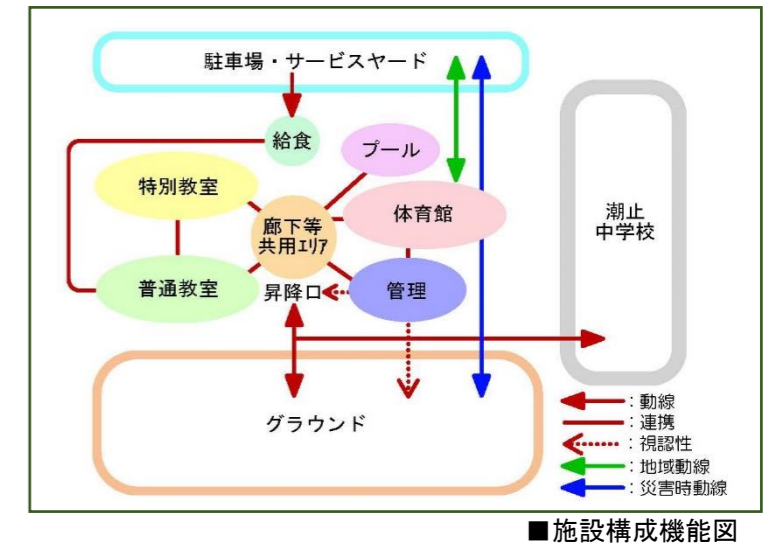 駐車場・サービスヤード
給食
プール
特別教室
体育館
廊下等
共用エリア
潮止
中学校
普通教室
昇降口
管理
グラウンド
：動線
：連携
：視認性
：地域動線
：災害時動線
■施設構成機能図